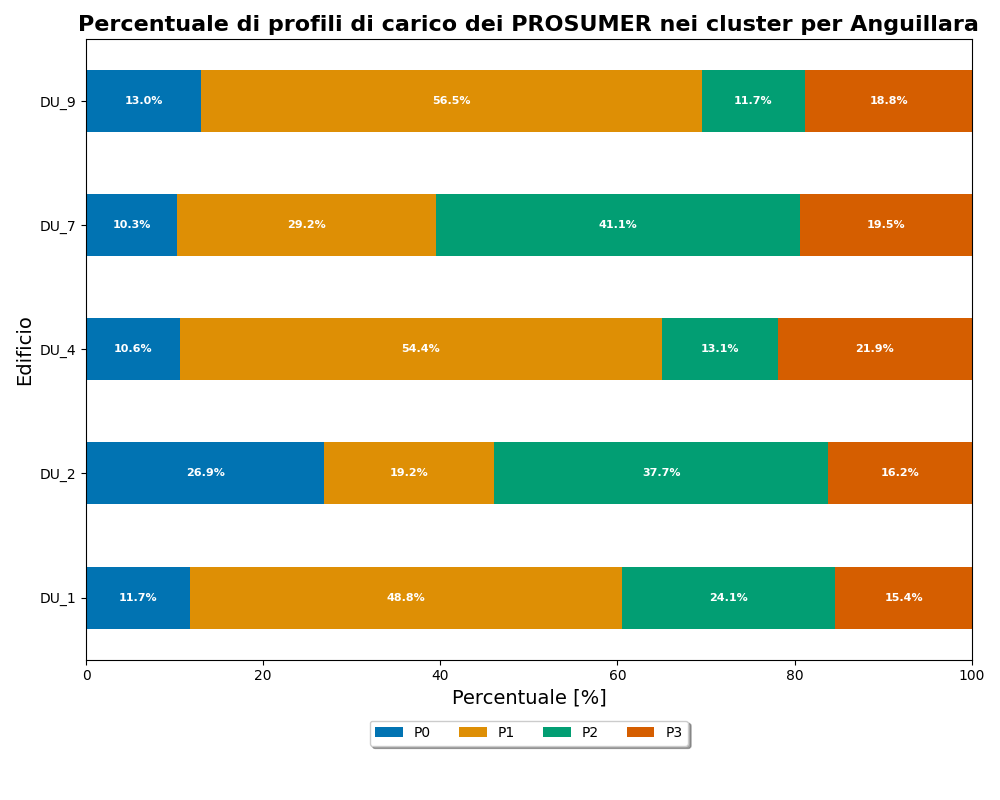 Percentuale di profili di carico dei PROSUMER nei cluster per Anguillara
DU_9 13.0% 56.5% 11.7% 18.8%
DU_7 10.3% 29.2% 41.1% 19.5%
DU_4 10.6% 54.4% 13.1% 21.9%
DU_2 26.9% 19.2% 37.7% 16.2%
DU_1 11.7% 48.8% 24.1% 15.4%
Edificio
0 20 40 60 80 100
Percentuale [%]
P0 P1 P2 P3